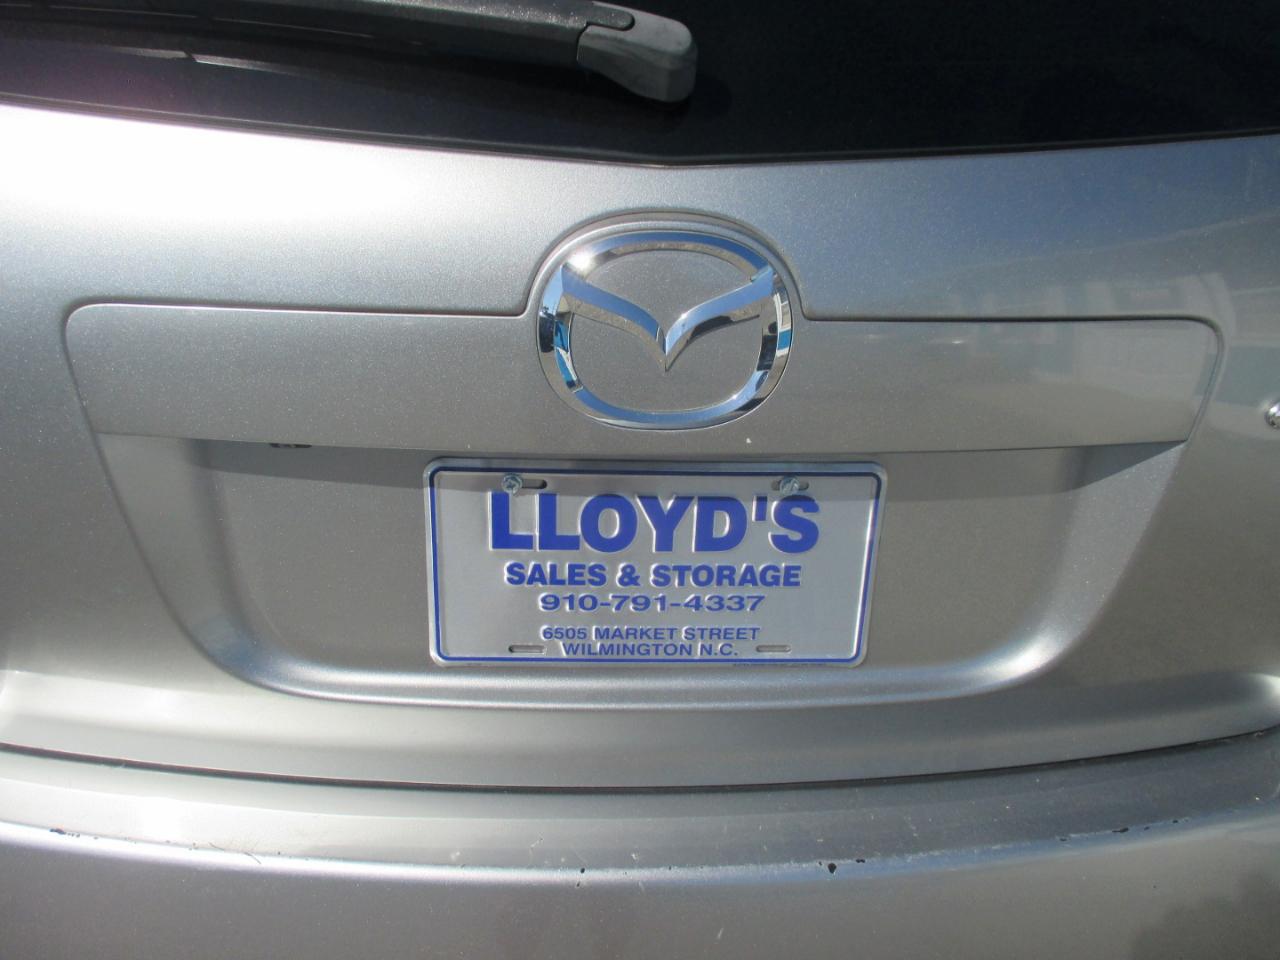 LLOYD'S
SALES & STORAGE
910-791-4337
6505 MARKET STREET
WILMINGTON N.C.